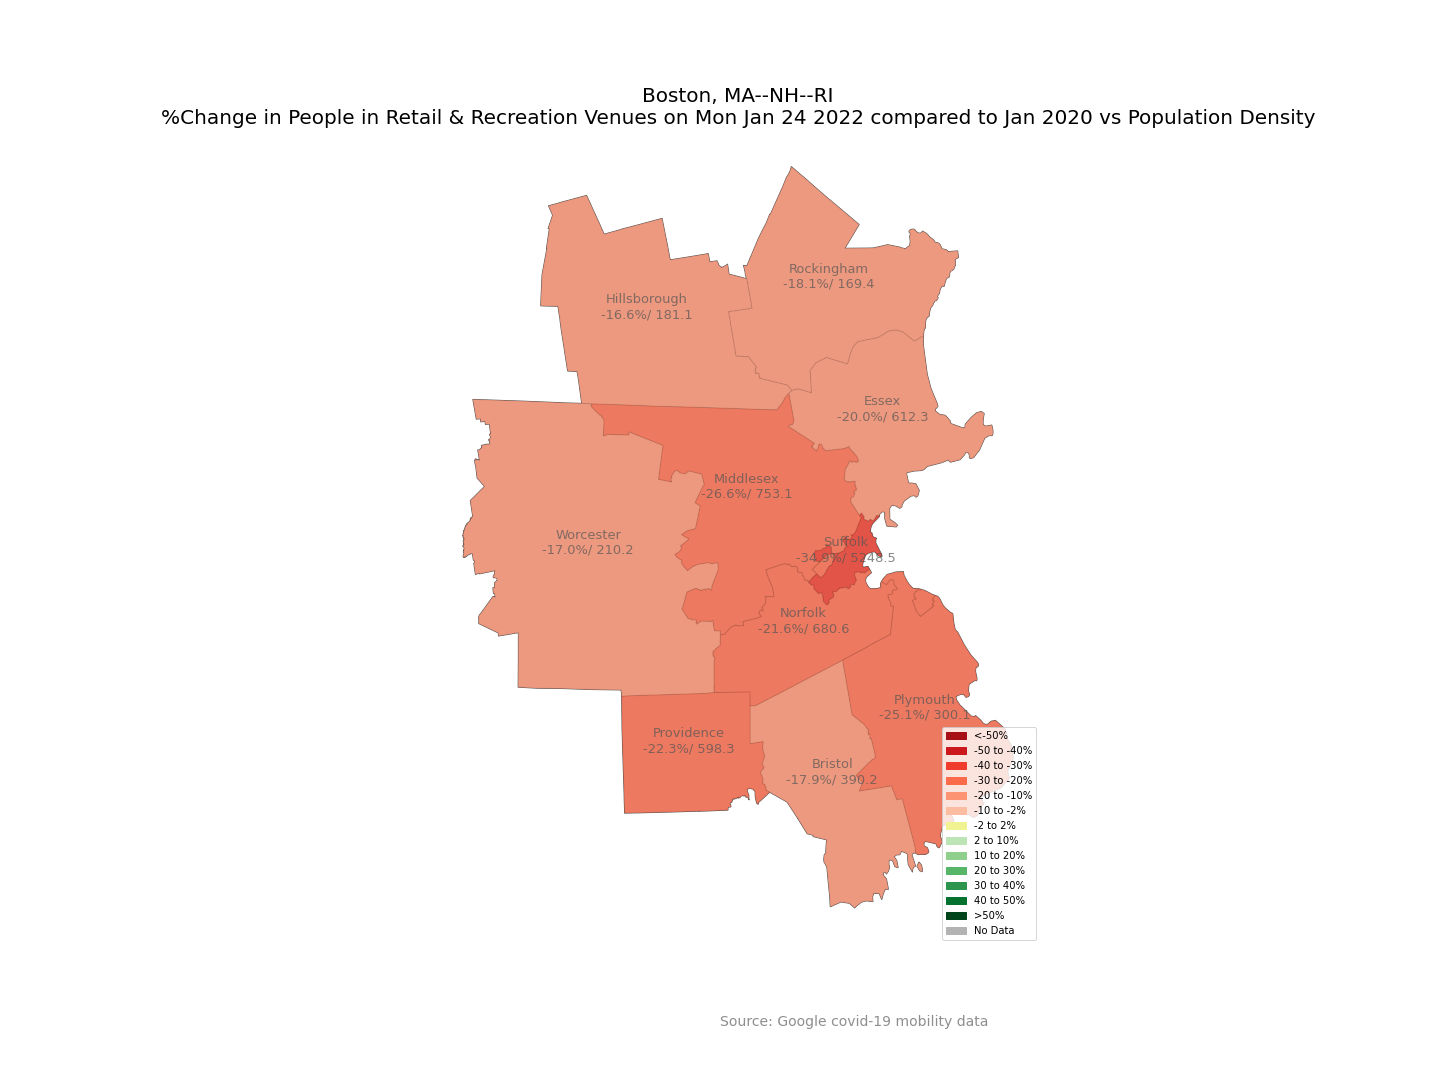 Boston, MA--NH--RI
%Change in People in Retail & Recreation Venues on Mon Jan 24 2022 compared to Jan 2020 vs Population Density
Rockingham
-18.1%/ 169.4
Hillsborough
-16.6%/ 181.1
Essex
-20.0%/ 612.3
Middlesex
-26.6%/ 753.1
Worcester
-17.0%/ 210.2
Suffolk
-34.9%/ 5248.5
Norfolk
-21.6%/ 680.6
Plymouth
-25.1%/ 300.1
Providence
-22.3%/ 598.3
Bristol
-17.9%/ 390.2
<-50%
-50 to -40%
-40 to -30%
-30 to -20%
-20 to -10%
-10 to -2%
-2 to 2%
2 to 10%
10 to 20%
20 to 30%
30 to 40%
40 to 50%
>50%
No Data
Source: Google covid-19 mobility data